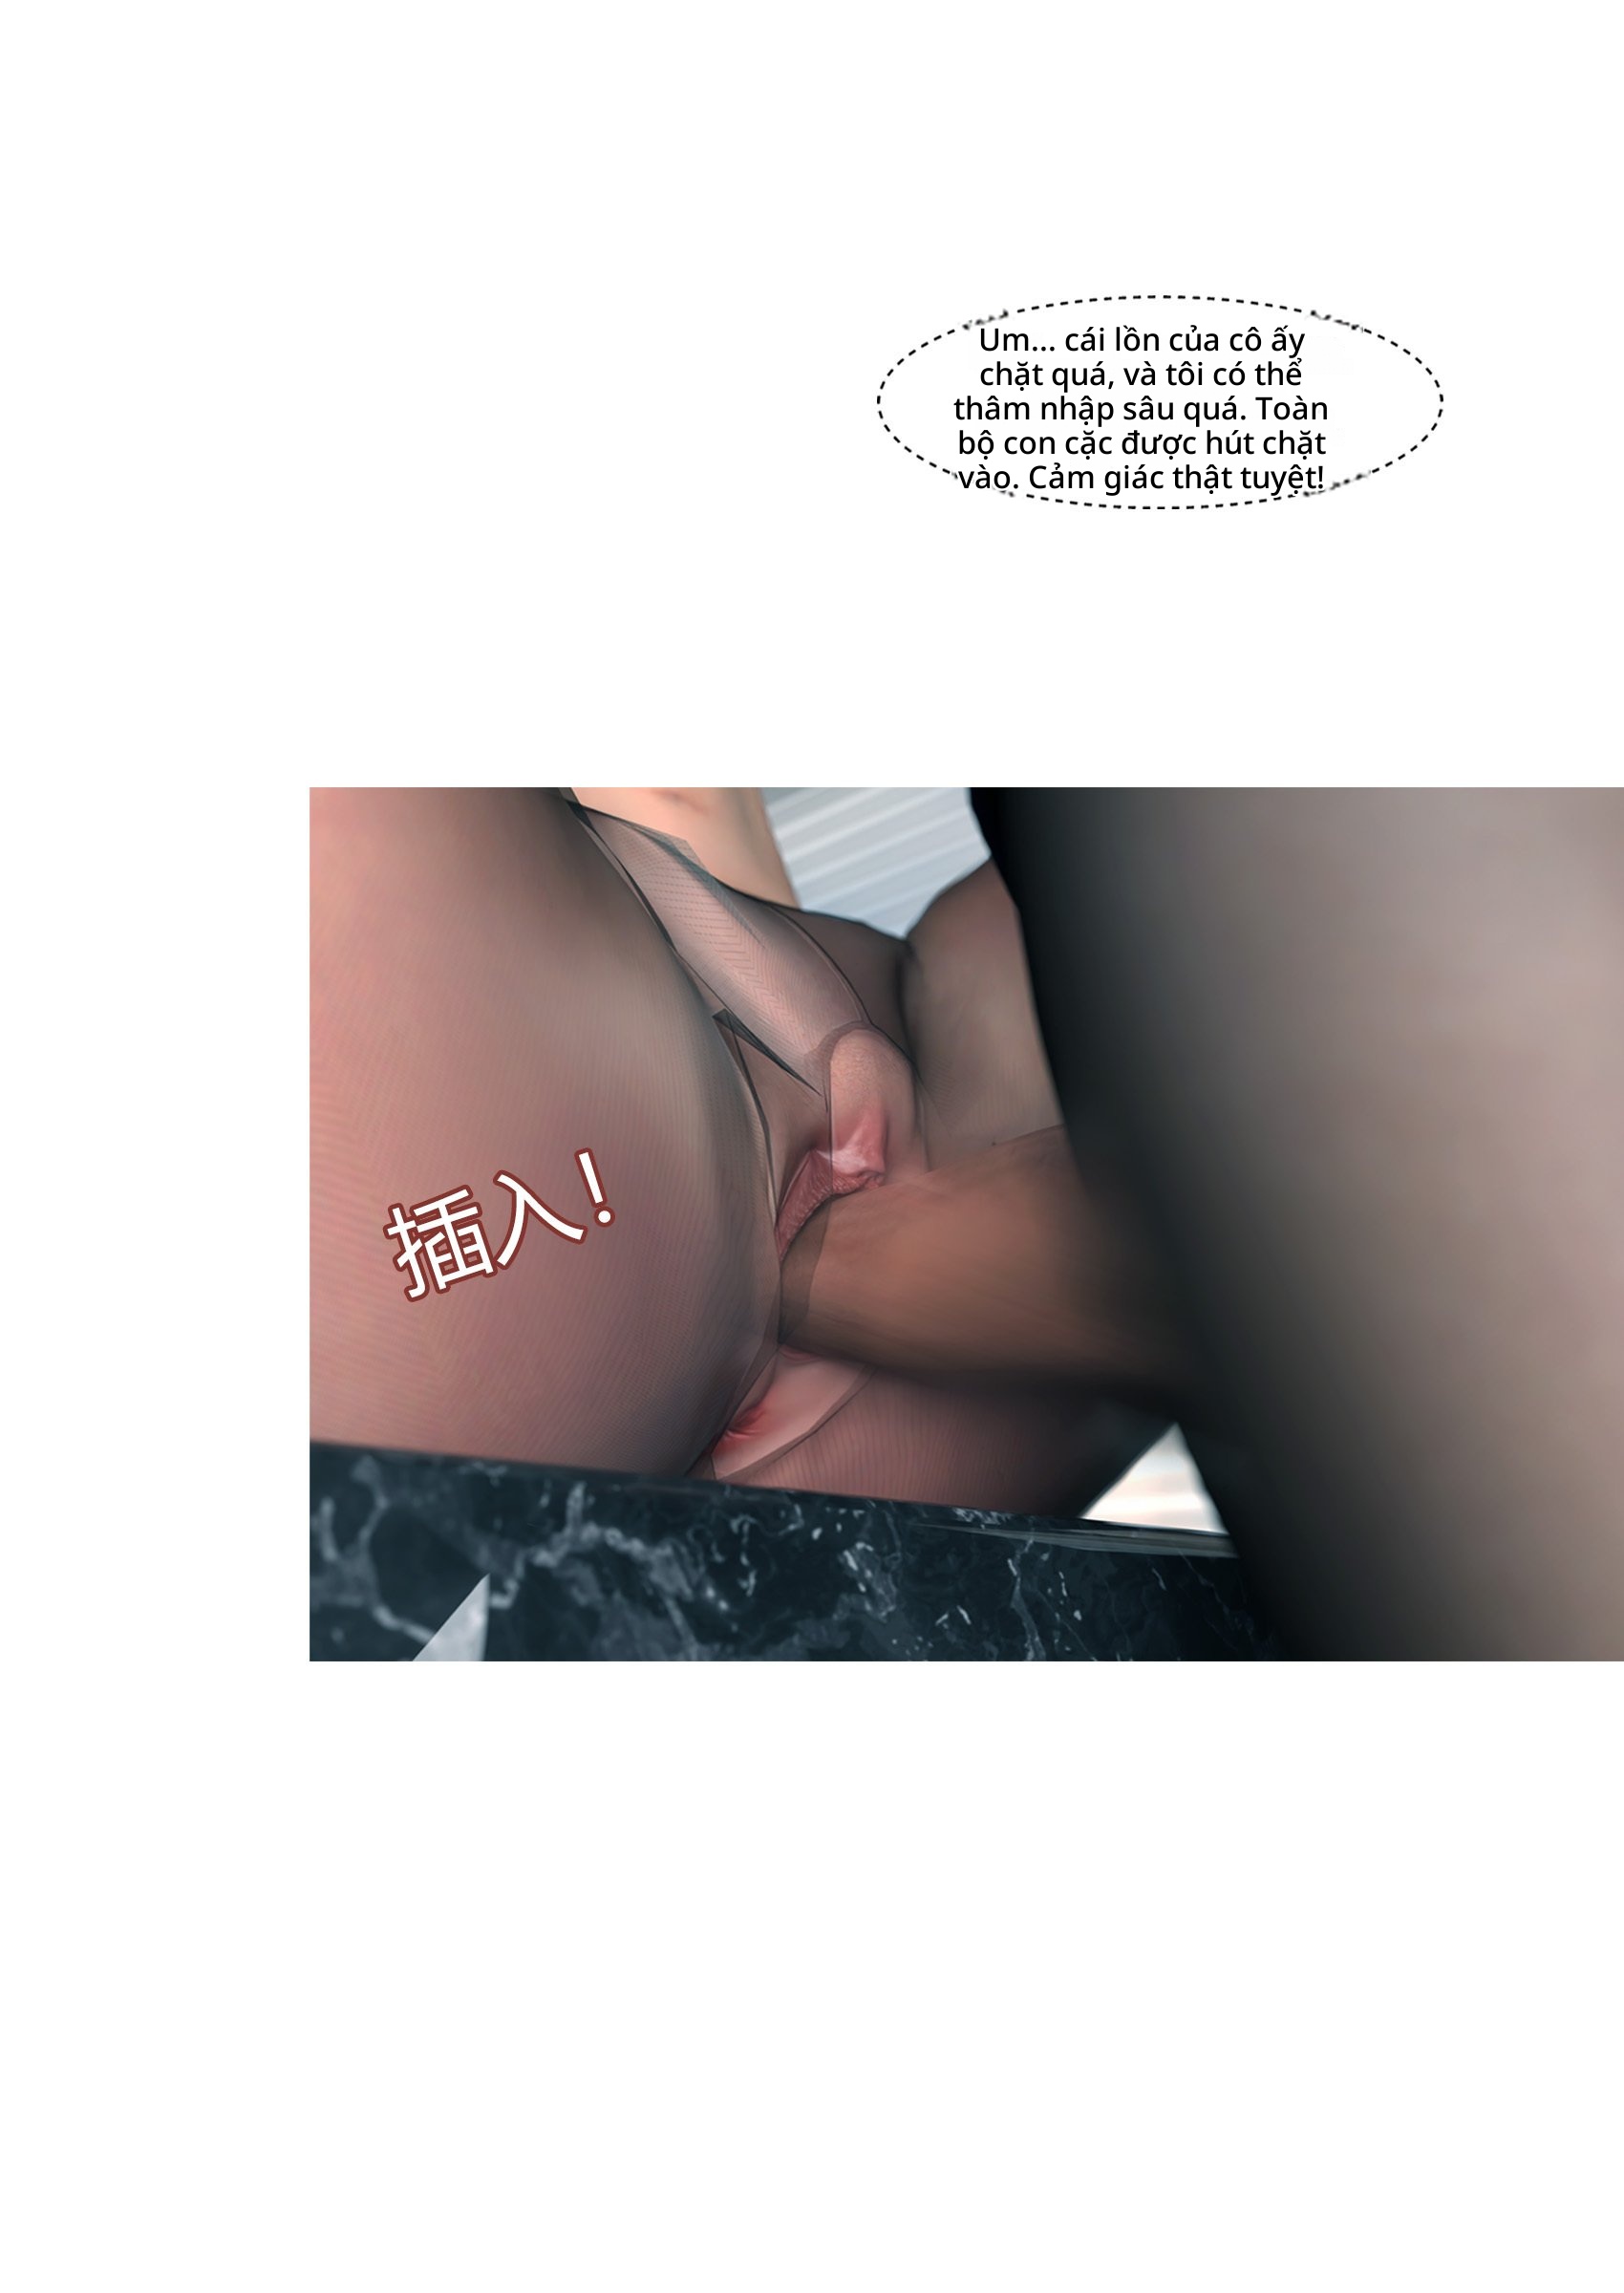 Um... cái lồn của cô ấy
chặt quá, và tôi có thể
thâm nhập sâu quá. Toàn
bộ con cặc được hút chặt
vào. Cảm giác thật tuyệt!
插入!